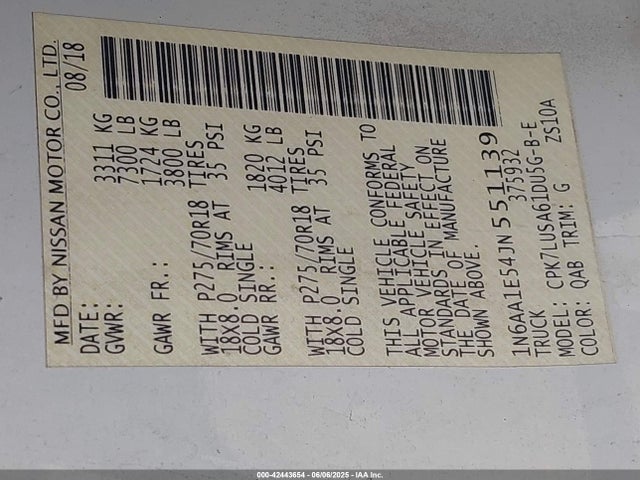 MFD BY NISSAN MOTOR CO., LTD.
DATE: 08/18
GVWR: 3311 KG
7300 LB
GAWR FR.: 1724 KG
3800 LB
WITH P275/70R18 TIRES
18X8.0 RIMS AT 35 PSI
COLD SINGLE
GAWR RR.: 1820 KG
4012 LB
WITH P275/70R18 TIRES
18X8.0 RIMS AT 35 PSI
COLD SINGLE
THIS VEHICLE CONFORMS TO
ALL APPLICABLE FEDERAL
MOTOR VEHICLE SAFETY
STANDARDS IN EFFECT ON
THE DATE OF MANUFACTURE
SHOWN ABOVE.
1N6AA1E54JN551139
TRUCK 375932
MODEL: CPK7LUSA61DU5G-B-E
COLOR: QAB TRIM: G ZS10A
000-42443654 - 06/06/2025 - IAA Inc.